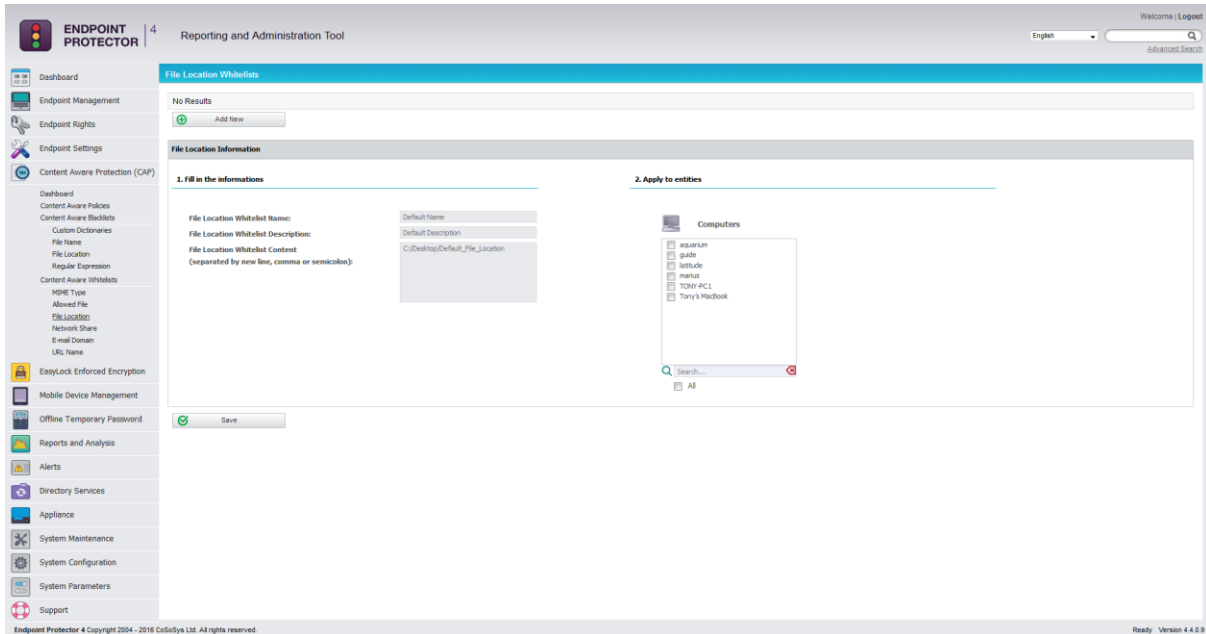 Welcome | Logout
ENDPOINT PROTECTOR 4
Reporting and Administration Tool
English
Advanced Search
Dashboard
Endpoint Management
Endpoint Rights
Endpoint Settings
Content Aware Protection (CAP)
Dashboard
Content Aware Policies
Content Aware Blacklists
Custom Dictionaries
File Name
File Location
Regular Expression
Content Aware Whitelists
MIME Type
Allowed File
File Location
Network Share
E-mail Domain
URL Name
EasyLock Enforced Encryption
Mobile Device Management
Offline Temporary Password
Reports and Analysis
Alerts
Directory Services
Appliance
System Maintenance
System Configuration
System Parameters
Support
File Location Whitelists
No Results
Add New
File Location Information
1. Fill in the informations
File Location Whitelist Name:
Default Name
File Location Whitelist Description:
Default Description
File Location Whitelist Content
(separated by new line, comma or semicolon):
C:/Desktop/Default_File_Location
2. Apply to entities
Computers
aquarium
guide
latitude
marius
TONY-PC1
Tony's MacBook
Search...
All
Save
Endpoint Protector 4 Copyright 2004 - 2016 CoSoSys Ltd. All rights reserved.
Ready Version 4.4.0.9